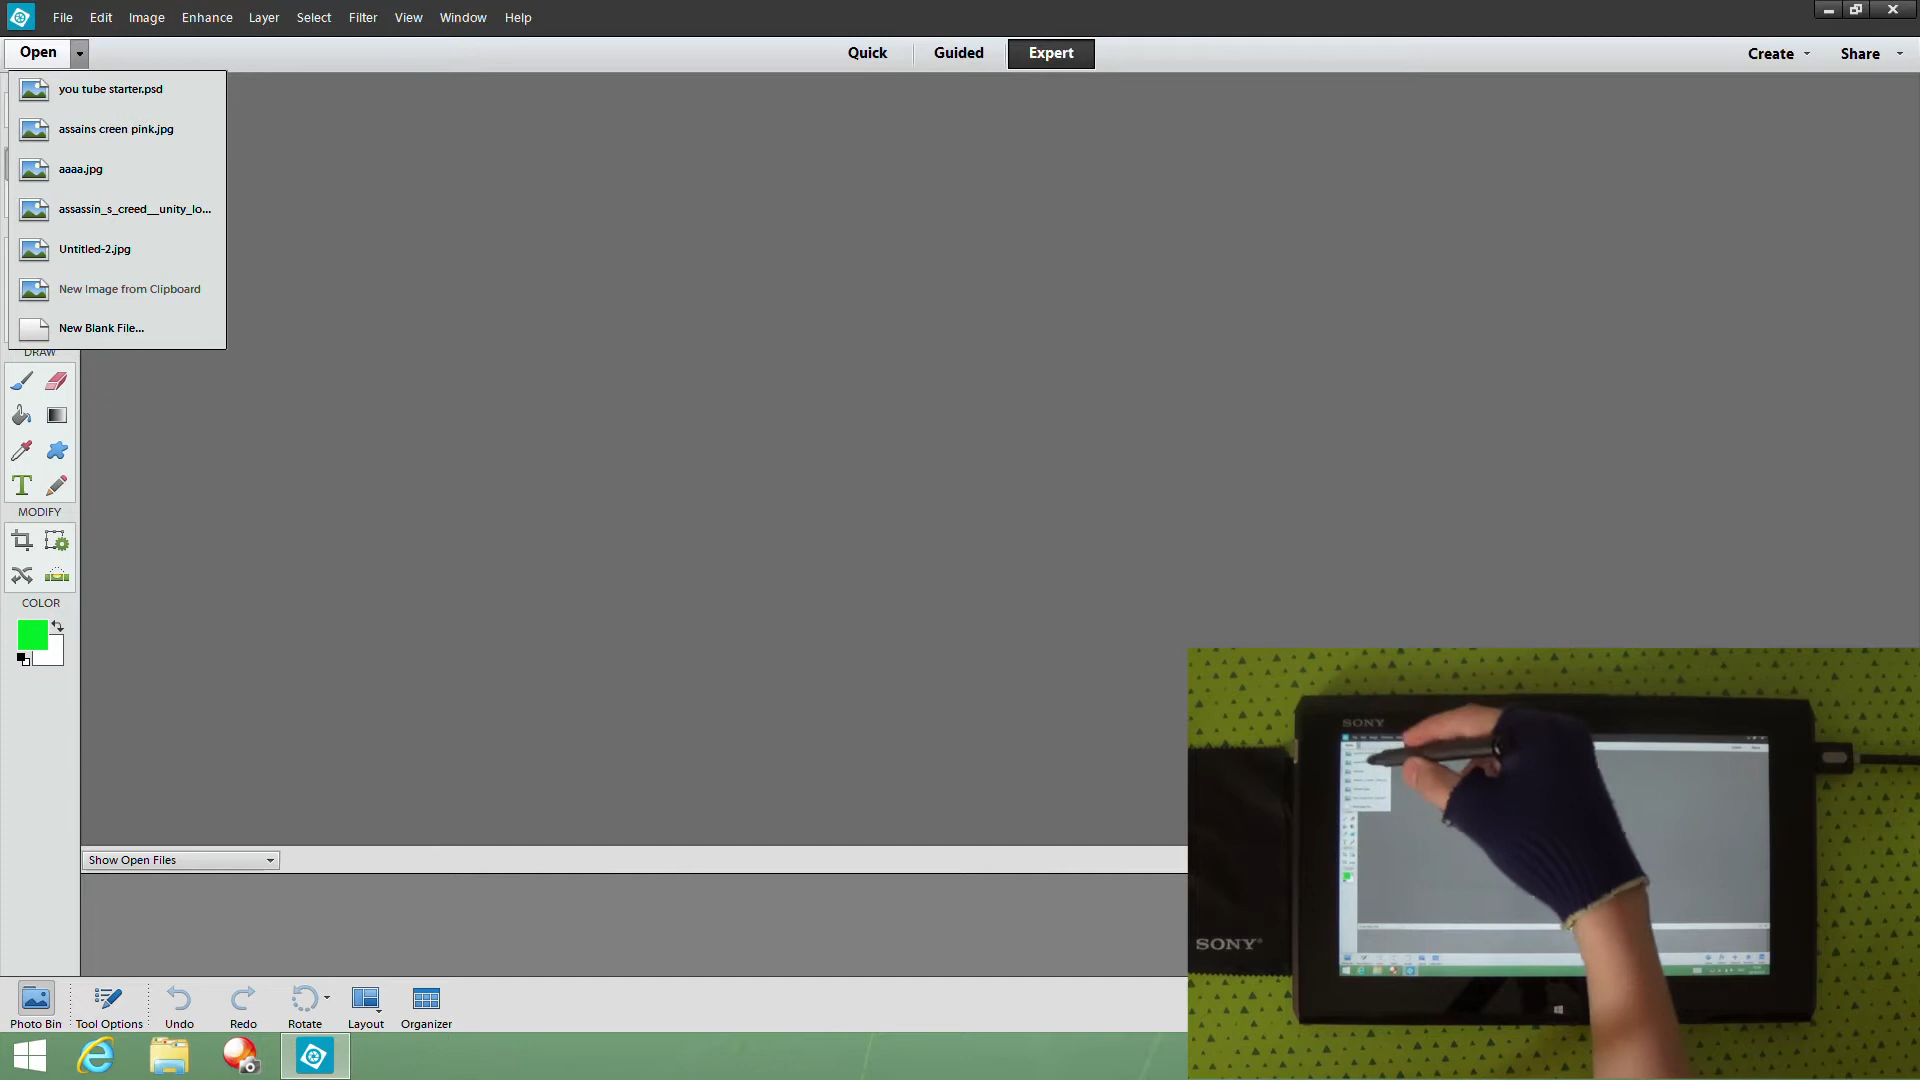 File Edit Image Enhance Layer Select Filter View Window Help
Open Quick Guided Expert Create Share
you tube starter.psd
assains creen pink.jpg
aaaa.jpg
assassin_s_creed__unity_lo...
Untitled-2.jpg
New Image from Clipboard
New Blank File...
DRAW
MODIFY
COLOR
Show Open Files
Photo Bin Tool Options Undo Redo Rotate Layout Organizer
SONY
SONY